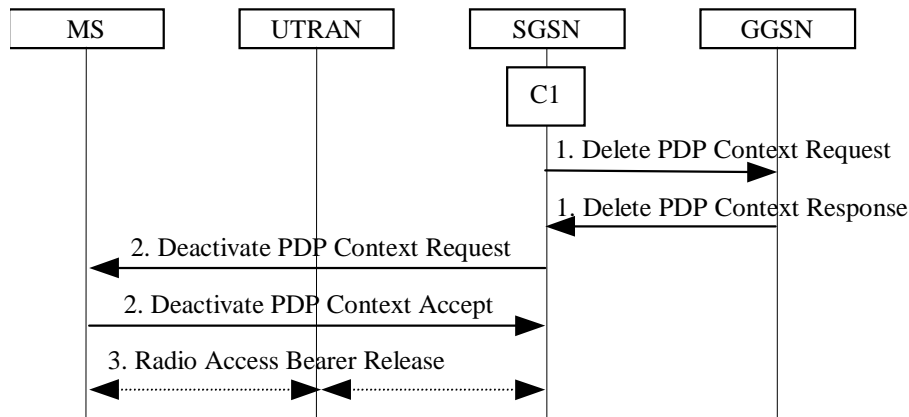 MS UTRAN SGSN GGSN
C1
1. Delete PDP Context Request
1. Delete PDP Context Response
2. Deactivate PDP Context Request
2. Deactivate PDP Context Accept
3. Radio Access Bearer Release